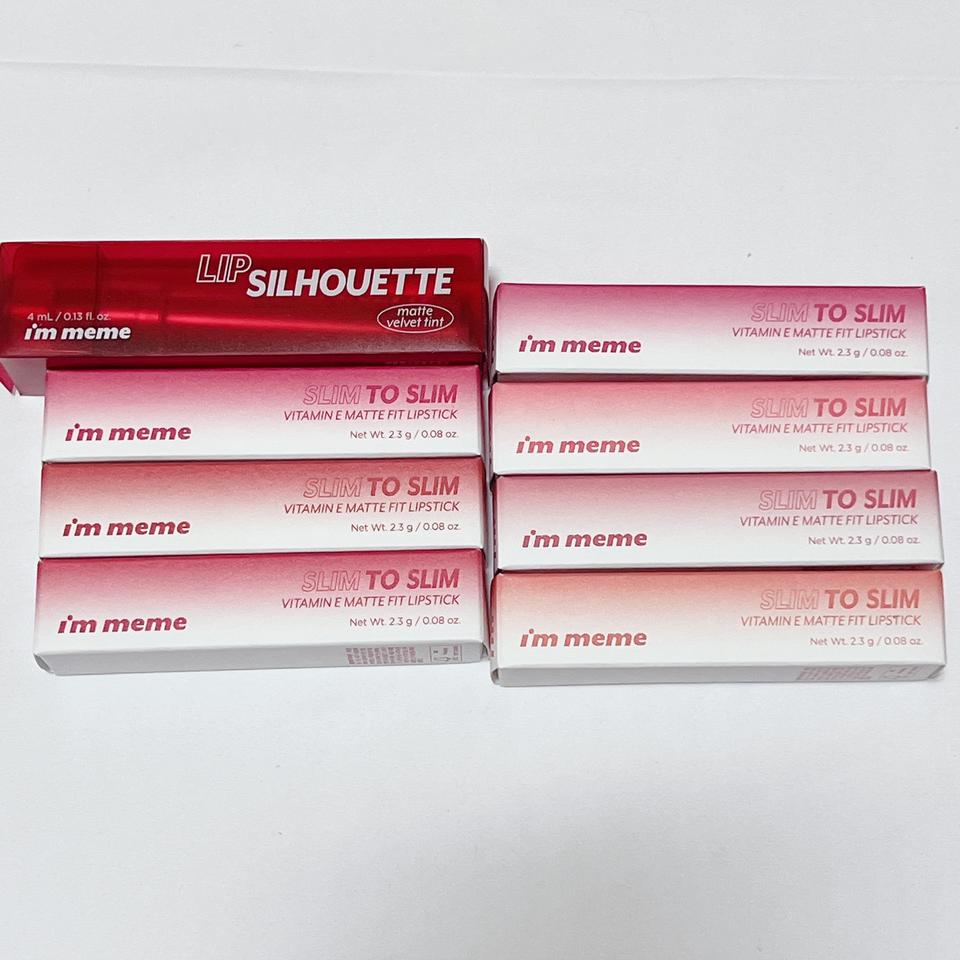 LIP SILHOUETTE
matte
velvet tint
4 mL / 0.13 fl. oz.
i'm meme
SLIM TO SLIM
VITAMIN E MATTE FIT LIPSTICK
i'm meme
Net Wt. 2.3 g / 0.08 oz.
SLIM TO SLIM
VITAMIN E MATTE FIT LIPSTICK
i'm meme
Net Wt. 2.3 g / 0.08 oz.
SLIM TO SLIM
VITAMIN E MATTE FIT LIPSTICK
i'm meme
Net Wt. 2.3 g / 0.08 oz.
SLIM TO SLIM
VITAMIN E MATTE FIT LIPSTICK
i'm meme
Net Wt. 2.3 g / 0.08 oz.
SLIM TO SLIM
VITAMIN E MATTE FIT LIPSTICK
i'm meme
Net Wt. 2.3 g / 0.08 oz.
SLIM TO SLIM
VITAMIN E MATTE FIT LIPSTICK
i'm meme
Net Wt. 2.3 g / 0.08 oz.
SLIM TO SLIM
VITAMIN E MATTE FIT LIPSTICK
i'm meme
Net Wt. 2.3 g / 0.08 oz.